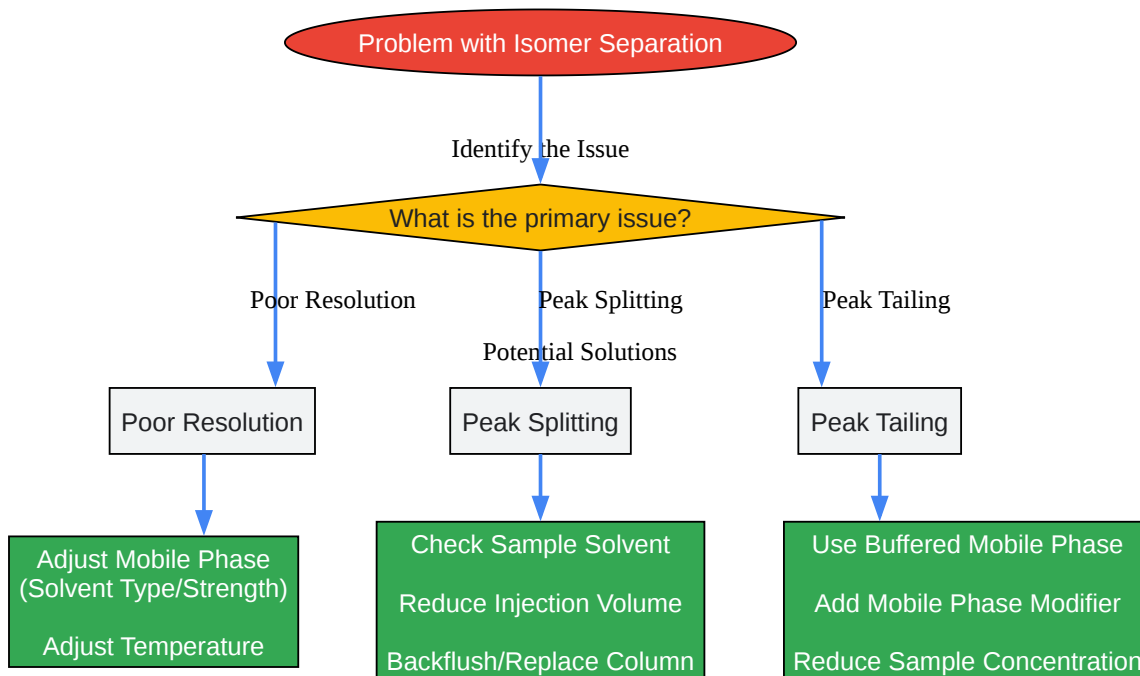 Problem with Isomer Separation
Identify the Issue
What is the primary issue?
Poor Resolution
Peak Splitting
Peak Tailing
Potential Solutions
Poor Resolution
Peak Splitting
Peak Tailing
Adjust Mobile Phase
(Solvent Type/Strength)
Adjust Temperature
Check Sample Solvent
Reduce Injection Volume
Backflush/Replace Column
Use Buffered Mobile Phase
Add Mobile Phase Modifier
Reduce Sample Concentration